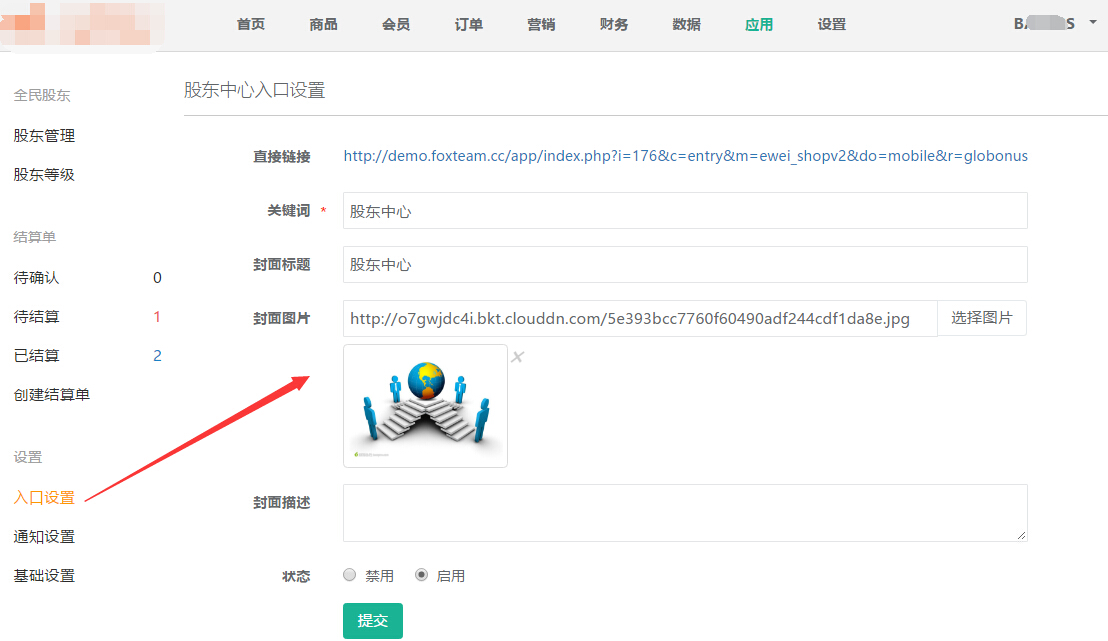 首页 商品 会员 订单 营销 财务 数据 应用 设置
全民股东
股东管理
股东等级
结算单
待确认 0
待结算 1
已结算 2
创建结算单
设置
入口设置
通知设置
基础设置
股东中心入口设置
直接链接 http://demo.foxteam.cc/app/index.php?i=176&c=entry&m=ewei_shopv2&do=mobile&r=globonus
关键词 * 股东中心
封面标题 股东中心
封面图片 http://o7gwjdc4i.bkt.clouddn.com/5e393bcc7760f60490adf244cdf1da8e.jpg 选择图片
封面描述
状态 禁用 启用
提交